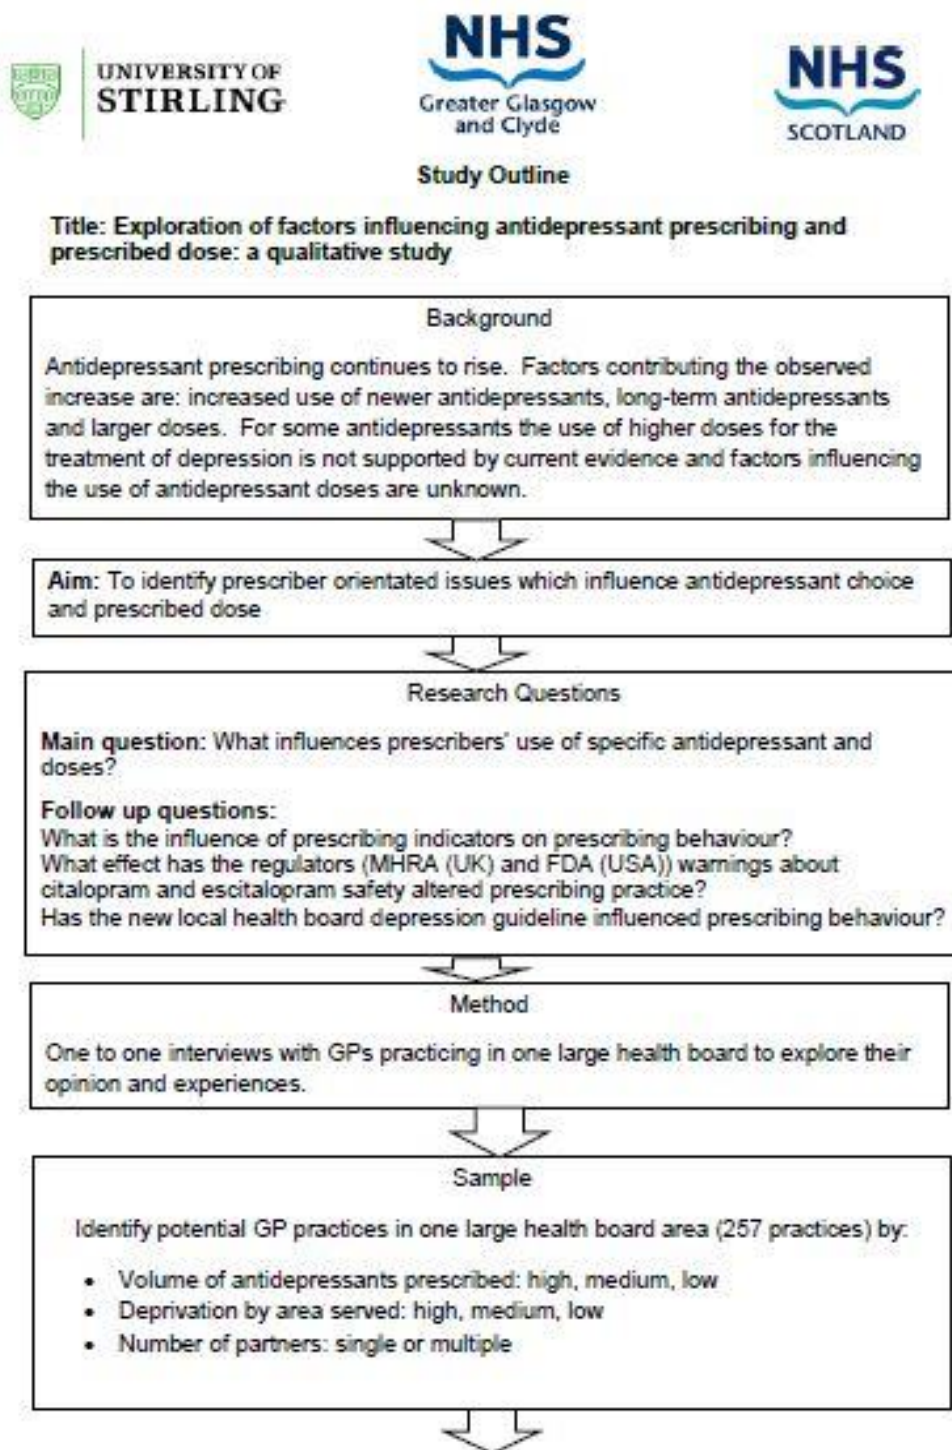 UNIVERSITY OF
STIRLING
NHS
Greater Glasgow
and Clyde
NHS
SCOTLAND
Study Outline
Title: Exploration of factors influencing antidepressant prescribing and
prescribed dose: a qualitative study
Background
Antidepressant prescribing continues to rise. Factors contributing the observed
increase are: increased use of newer antidepressants, long-term antidepressants
and larger doses. For some antidepressants the use of higher doses for the
treatment of depression is not supported by current evidence and factors influencing
the use of antidepressant doses are unknown.
Aim: To identify prescriber orientated issues which influence antidepressant choice
and prescribed dose
Research Questions
Main question: What influences prescribers' use of specific antidepressant and
doses?
Follow up questions:
What is the influence of prescribing indicators on prescribing behaviour?
What effect has the regulators (MHRA (UK) and FDA (USA)) warnings about
citalopram and escitalopram safety altered prescribing practice?
Has the new local health board depression guideline influenced prescribing behaviour?
Method
One to one interviews with GPs practicing in one large health board to explore their
opinion and experiences.
Sample
Identify potential GP practices in one large health board area (257 practices) by:
• Volume of antidepressants prescribed: high, medium, low
• Deprivation by area served: high, medium, low
• Number of partners: single or multiple